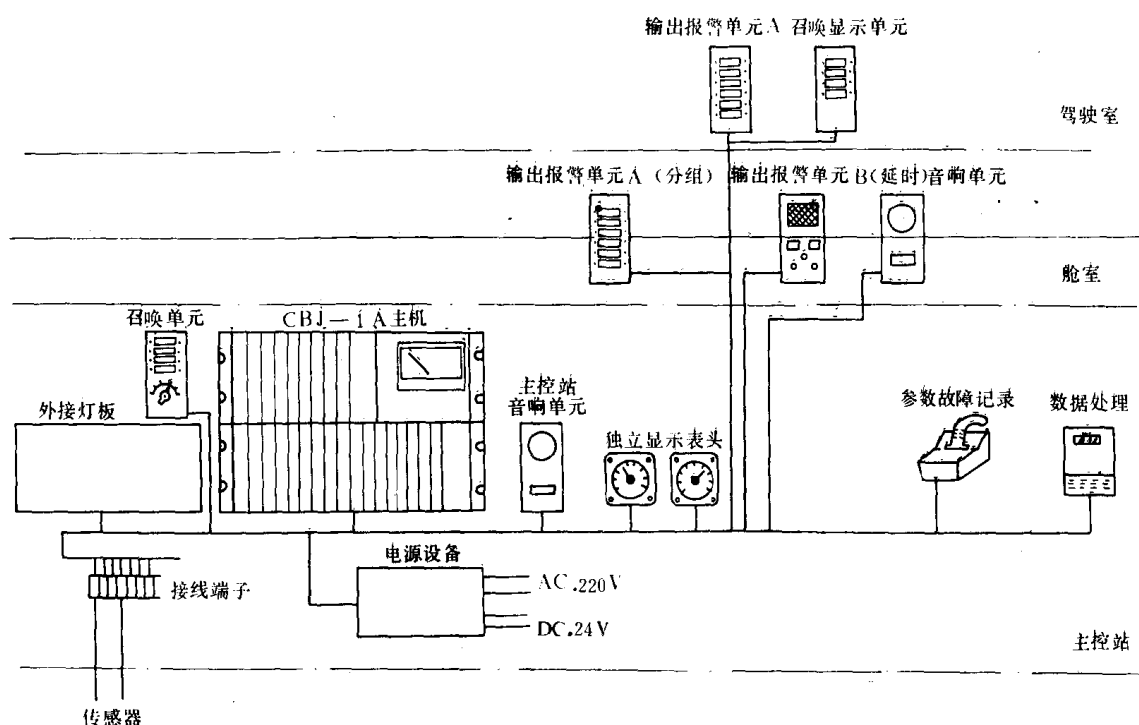 输出报警单元A 召唤显示单元
驾驶室
输出报警单元A（分组） 输出报警单元B(延时)音响单元
舱室
召唤单元
CBJ—1A主机
主控站
音响单元
外接灯板
独立显示表头
参数故障记录
数据处理
电源设备
接线端子
AC.220V
DC.24V
主控站
传感器